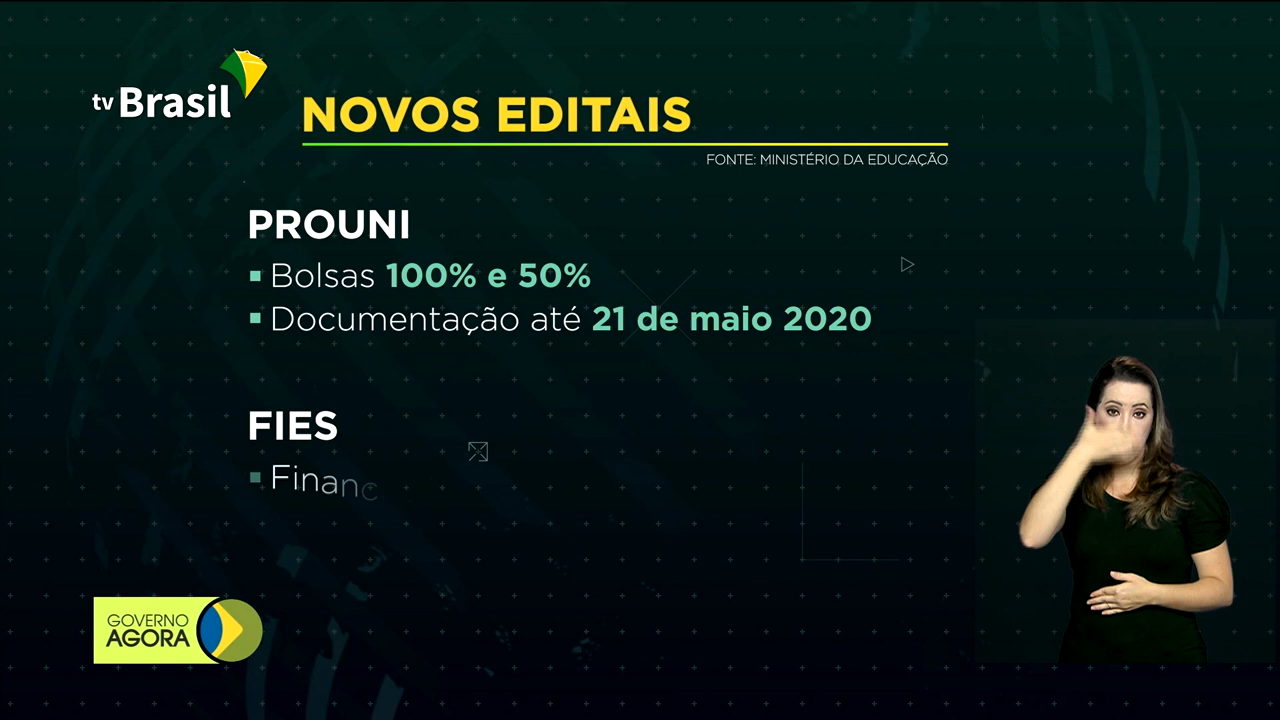 tv Brasil
NOVOS EDITAIS
FONTE: MINISTÉRIO DA EDUCAÇÃO
PROUNI
▪ Bolsas 100% e 50%
▪ Documentação até 21 de maio 2020
FIES
▪ Financ
GOVERNO
AGORA